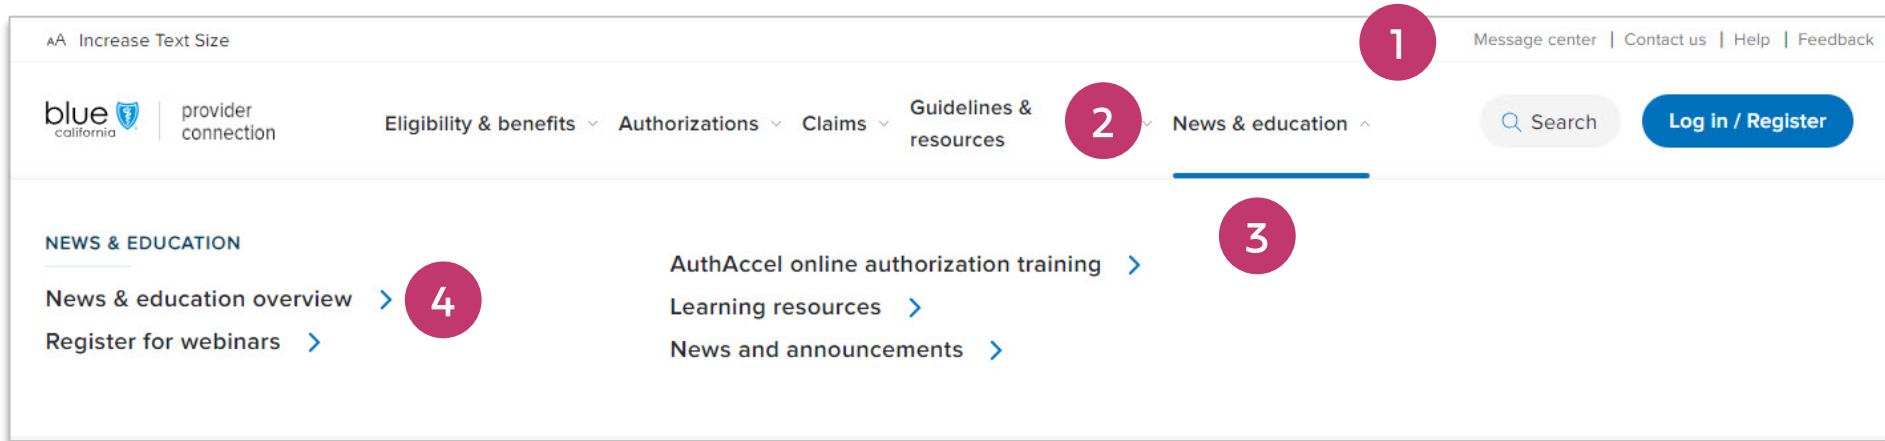 AA Increase Text Size
1
Message center | Contact us | Help | Feedback
blue
california
provider
connection
Eligibility & benefits
Authorizations
Claims
Guidelines &
resources
2
News & education
Search
Log in / Register
3
NEWS & EDUCATION
News & education overview
4
Register for webinars
AuthAccel online authorization training
Learning resources
News and announcements